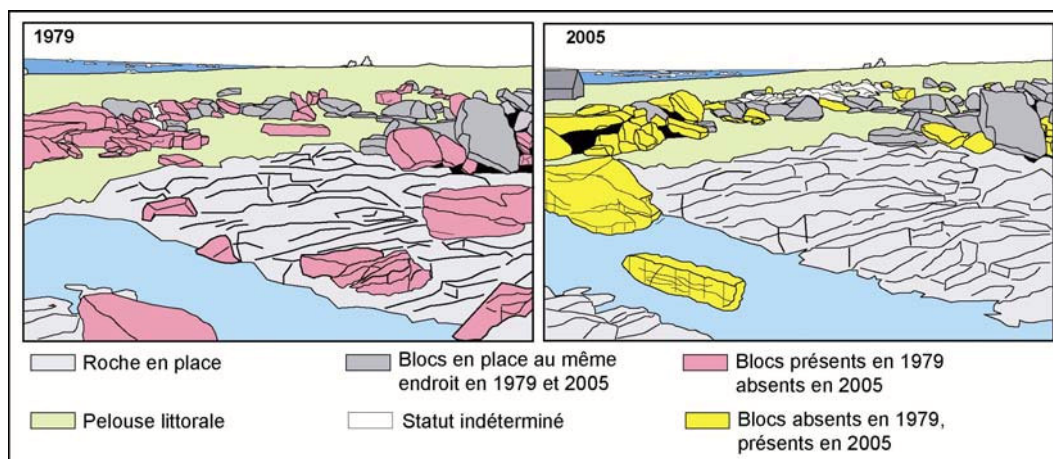 1979
2005
Roche en place
Blocs en place au même
endroit en 1979 et 2005
Blocs présents en 1979
absents en 2005
Pelouse littorale
Statut indéterminé
Blocs absents en 1979,
présents en 2005